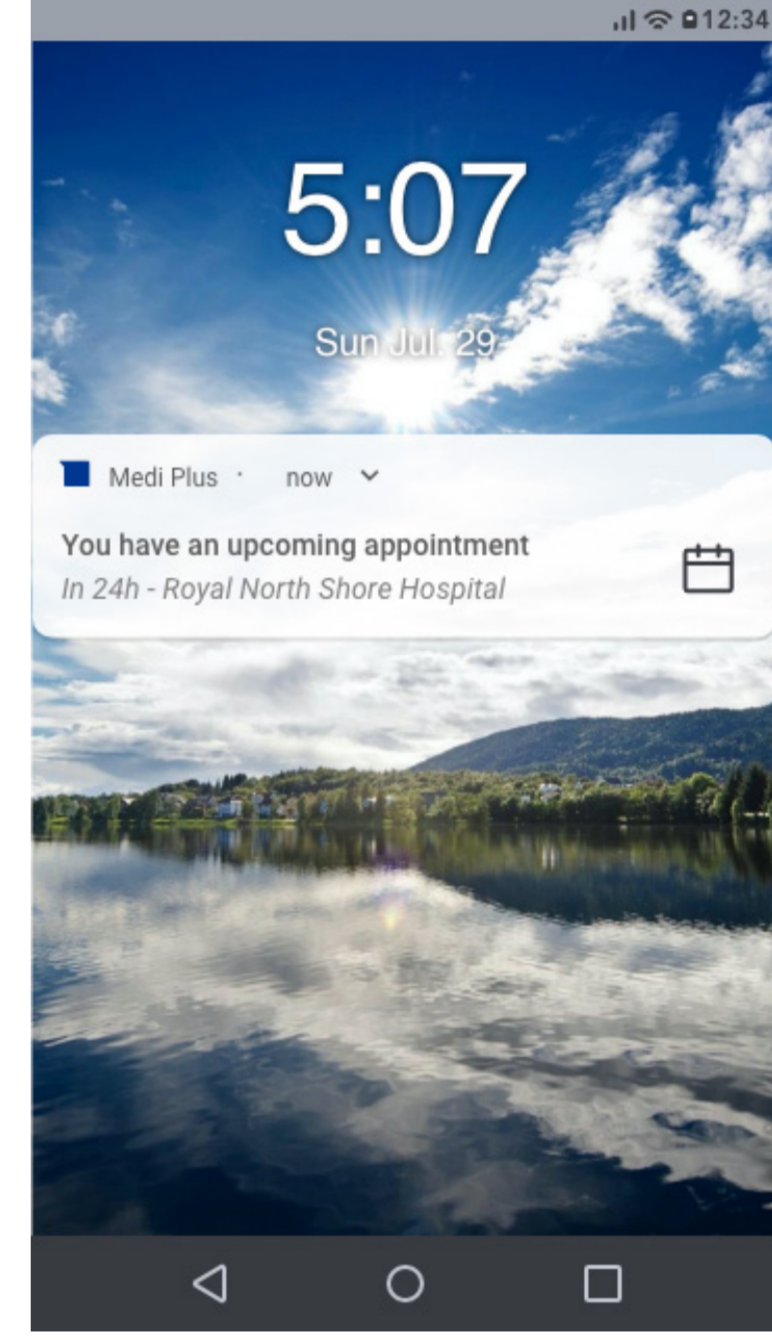 12:34
5:07
Sun Jul. 29
Medi Plus · now
You have an upcoming appointment
In 24h - Royal North Shore Hospital